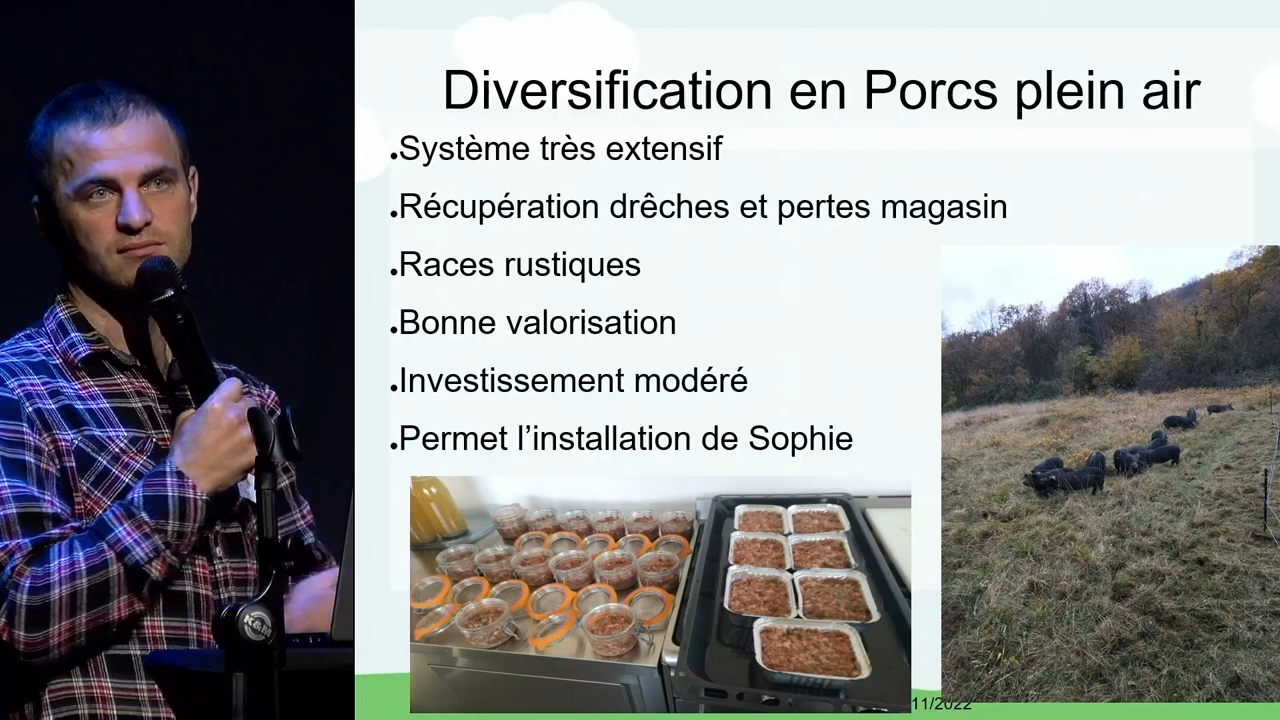 Diversification en Porcs plein air
•Système très extensif
•Récupération drêches et pertes magasin
•Races rustiques
•Bonne valorisation
•Investissement modéré
•Permet l’installation de Sophie
11/2022
K&M